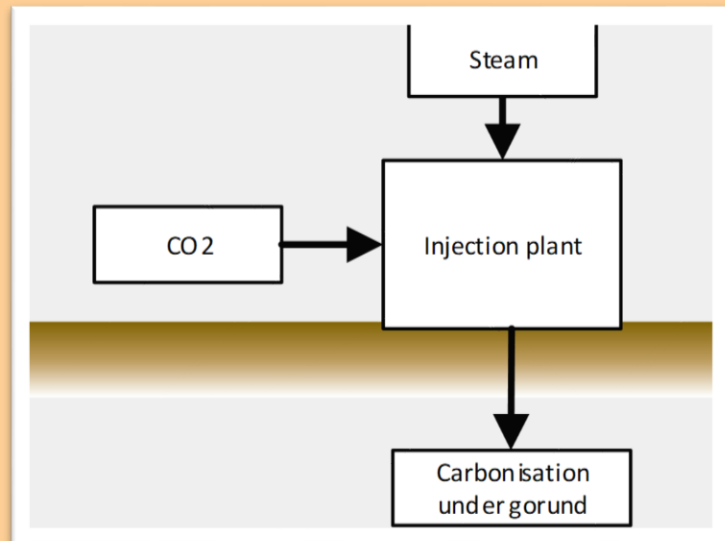 Steam
CO2
Injection plant
Carbonisation
undergorund